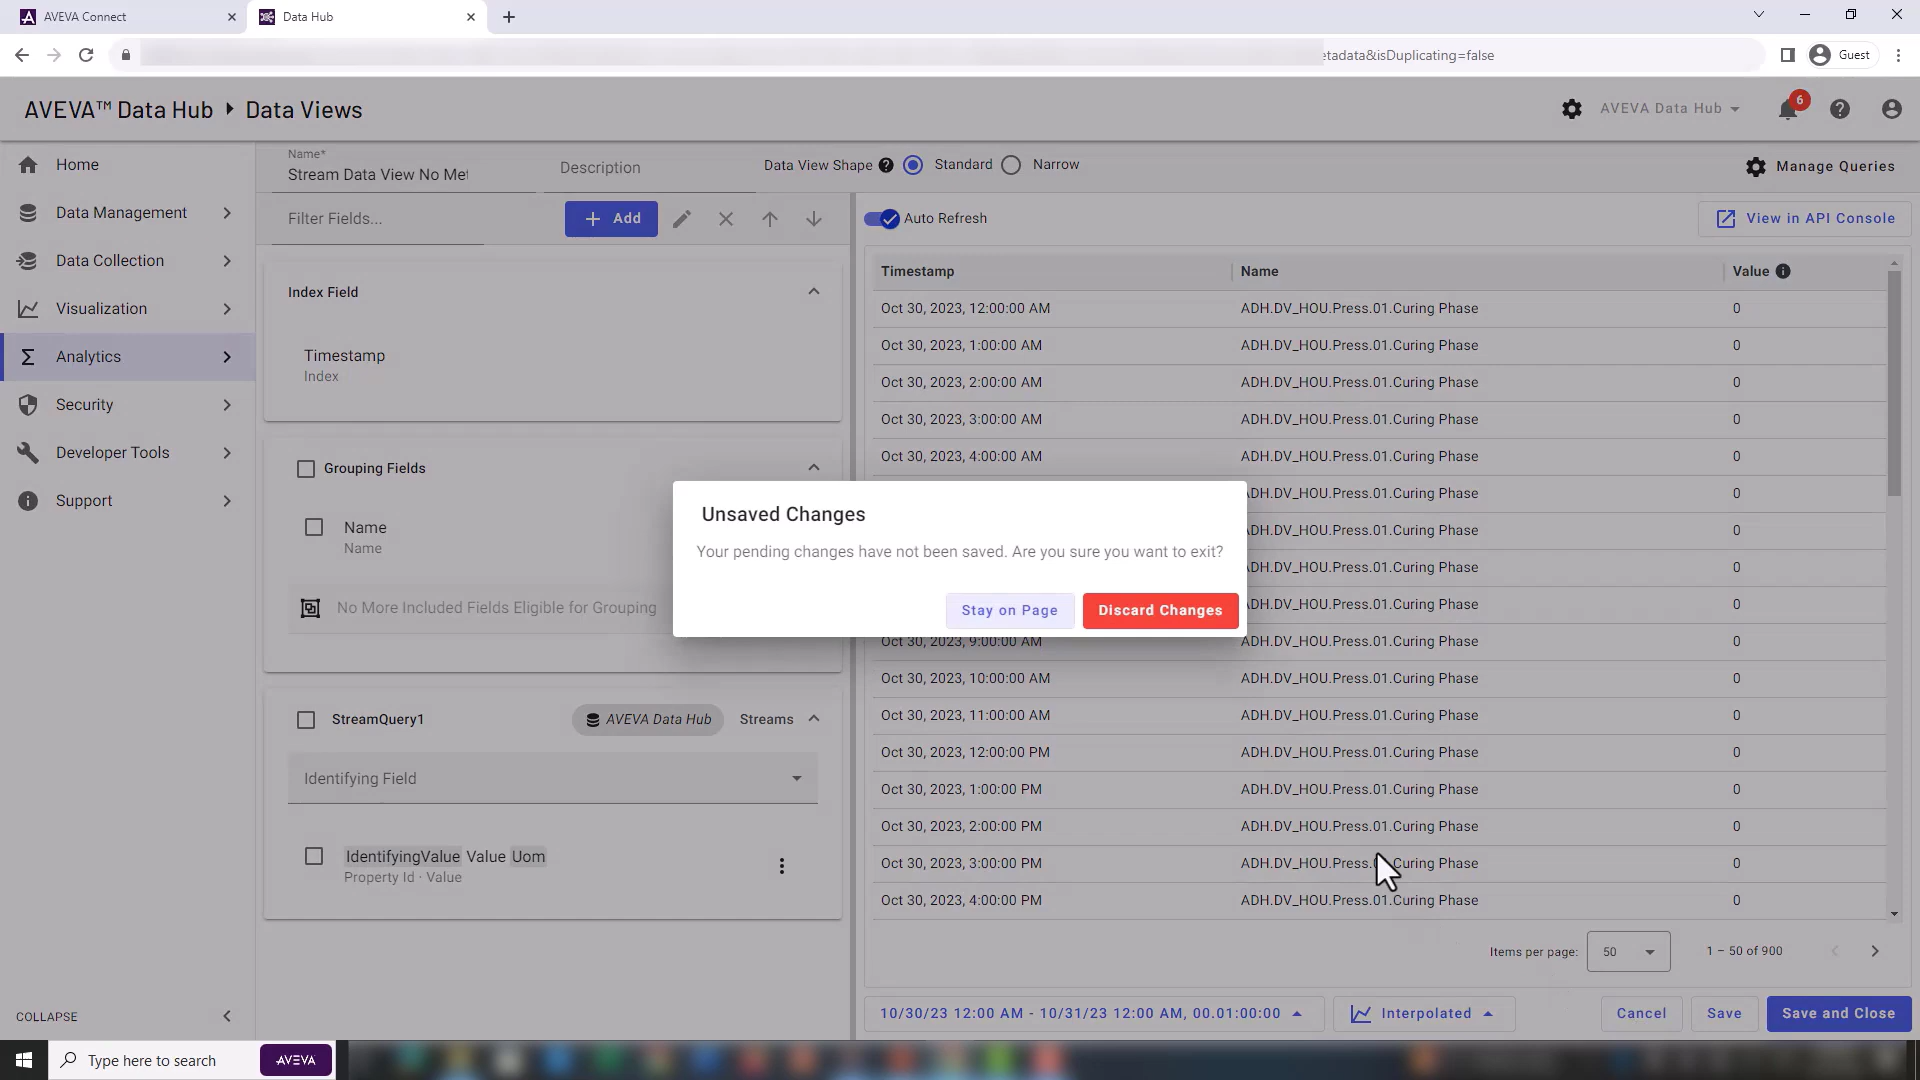 AVEVA Connect
Data Hub
etadata&isDuplicating=false
Guest
AVEVA™ Data Hub ▸ Data Views
AVEVA Data Hub
6
Home
Data Management
Data Collection
Visualization
Analytics
Security
Developer Tools
Support
COLLAPSE
Name*
Stream Data View No Met
Description
Data View Shape
Standard
Narrow
Manage Queries
Filter Fields...
Add
Auto Refresh
View in API Console
Index Field
Timestamp
Index
Grouping Fields
Name
Name
No More Included Fields Eligible for Grouping
StreamQuery1
AVEVA Data Hub
Streams
Identifying Field
IdentifyingValue Value Uom
Property Id · Value
Timestamp Name Value
Oct 30, 2023, 12:00:00 AM ADH.DV_HOU.Press.01.Curing Phase 0
Oct 30, 2023, 1:00:00 AM ADH.DV_HOU.Press.01.Curing Phase 0
Oct 30, 2023, 2:00:00 AM ADH.DV_HOU.Press.01.Curing Phase 0
Oct 30, 2023, 3:00:00 AM ADH.DV_HOU.Press.01.Curing Phase 0
Oct 30, 2023, 4:00:00 AM ADH.DV_HOU.Press.01.Curing Phase 0
DV_HOU.Press.01.Curing Phase 0
DV_HOU.Press.01.Curing Phase 0
DV_HOU.Press.01.Curing Phase 0
DV_HOU.Press.01.Curing Phase 0
Oct 30, 2023, 9:00:00 AM ADH.DV_HOU.Press.01.Curing Phase 0
Oct 30, 2023, 10:00:00 AM ADH.DV_HOU.Press.01.Curing Phase 0
Oct 30, 2023, 11:00:00 AM ADH.DV_HOU.Press.01.Curing Phase 0
Oct 30, 2023, 12:00:00 PM ADH.DV_HOU.Press.01.Curing Phase 0
Oct 30, 2023, 1:00:00 PM ADH.DV_HOU.Press.01.Curing Phase 0
Oct 30, 2023, 2:00:00 PM ADH.DV_HOU.Press.01.Curing Phase 0
Oct 30, 2023, 3:00:00 PM ADH.DV_HOU.Press.01.Curing Phase 0
Oct 30, 2023, 4:00:00 PM ADH.DV_HOU.Press.01.Curing Phase 0
Unsaved Changes
Your pending changes have not been saved. Are you sure you want to exit?
Stay on Page
Discard Changes
Items per page: 50 1 – 50 of 900
10/30/23 12:00 AM - 10/31/23 12:00 AM, 00.01:00:00
Interpolated
Cancel
Save
Save and Close
Type here to search
AVEVA